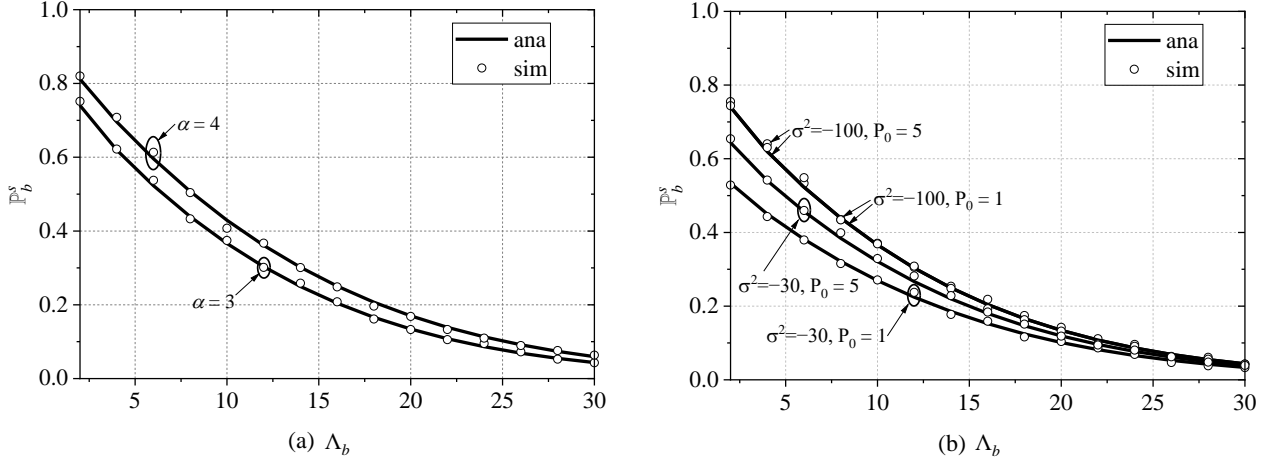 1.0
0.8
0.6
0.4
0.2
0.0
ℙ_b^s
ana
sim
α = 4
α = 3
5 10 15 20 25 30
(a) Λ_b
1.0
0.8
0.6
0.4
0.2
0.0
ℙ_b^s
ana
sim
σ²=−100, P₀ = 5
σ²=−100, P₀ = 1
σ²=−30, P₀ = 5
σ²=−30, P₀ = 1
5 10 15 20 25 30
(b) Λ_b